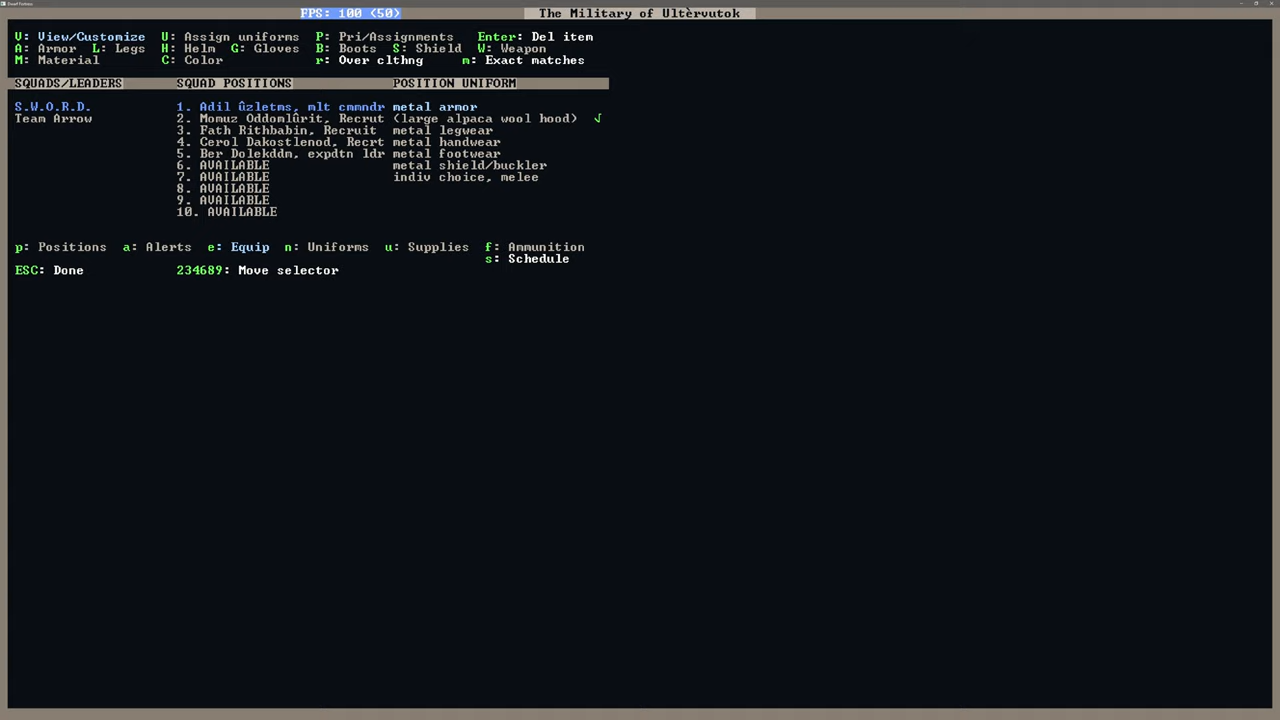 Dwarf Fortress
FPS: 100 (50) The Military of Ultervutok
V: View/Customize U: Assign uniforms P: Pri/Assignments Enter: Del item
A: Armor L: Legs H: Helm G: Gloves B: Boots S: Shield W: Weapon
M: Material C: Color r: Over clthng m: Exact matches
SQUADS/LEADERS SQUAD POSITIONS POSITION UNIFORM
S.W.O.R.D. 1. Adil ûzletms, mlt cmmndr metal armor
Team Arrow 2. Momuz Oddomlûrit, Recrut (large alpaca wool hood) √
3. Fath Rithbabin, Recruit metal legwear
4. Cerol Dakostlenod, Recrt metal handwear
5. Ber Dolekddm, expdtn ldr metal footwear
6. AVAILABLE metal shield/buckler
7. AVAILABLE indiv choice, melee
8. AVAILABLE
9. AVAILABLE
10. AVAILABLE
p: Positions a: Alerts e: Equip n: Uniforms u: Supplies f: Ammunition
s: Schedule
ESC: Done 234689: Move selector